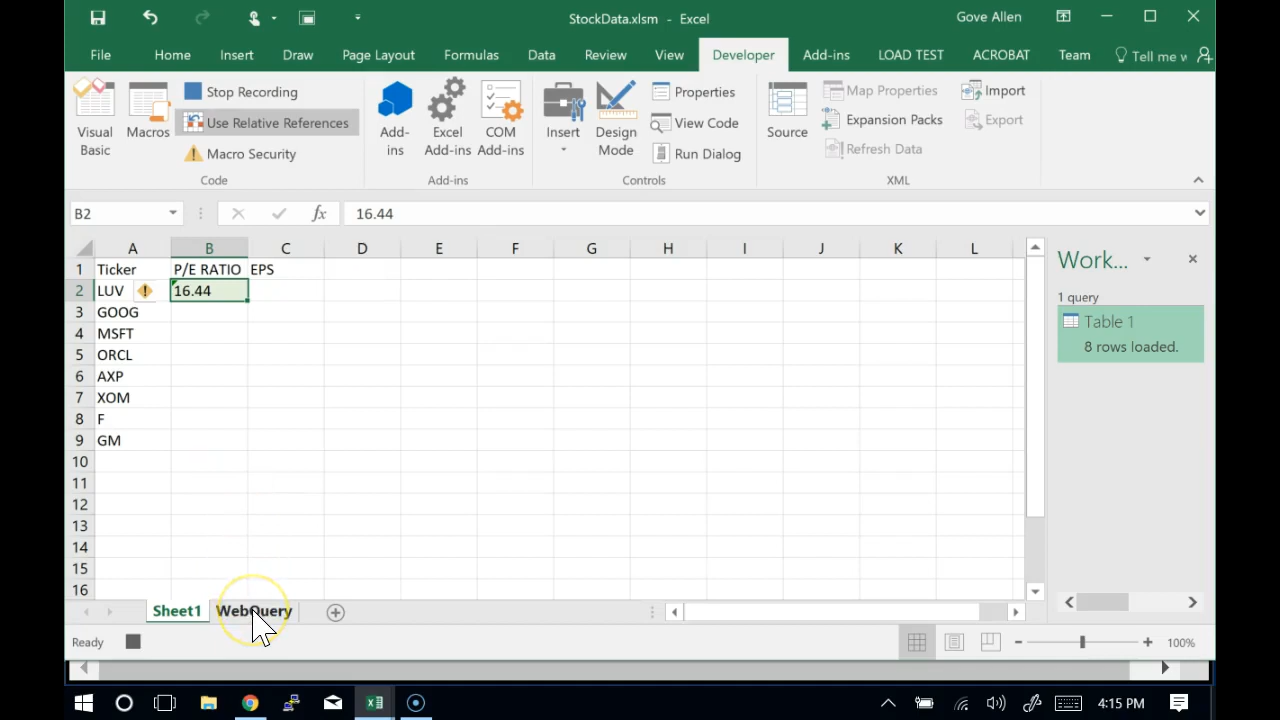 StockData.xlsm - Excel
Gove Allen
File Home Insert Draw Page Layout Formulas Data Review View Developer Add-ins LOAD TEST ACROBAT Team Tell me w
Visual Basic
Macros
Stop Recording
Use Relative References
Macro Security
Code
Add-ins
Excel Add-ins
COM Add-ins
Add-ins
Insert
Design Mode
Properties
View Code
Run Dialog
Controls
Source
Map Properties
Expansion Packs
Refresh Data
Import
Export
XML
B2 fx 16.44
A B C D E F G H I J K L
1 Ticker P/E RATIO EPS
2 LUV 16.44
3 GOOG
4 MSFT
5 ORCL
6 AXP
7 XOM
8 F
9 GM
10
11
12
13
14
15
16
Work...
1 query
Table 1
8 rows loaded.
Sheet1 WebQuery
Ready 100%
4:15 PM